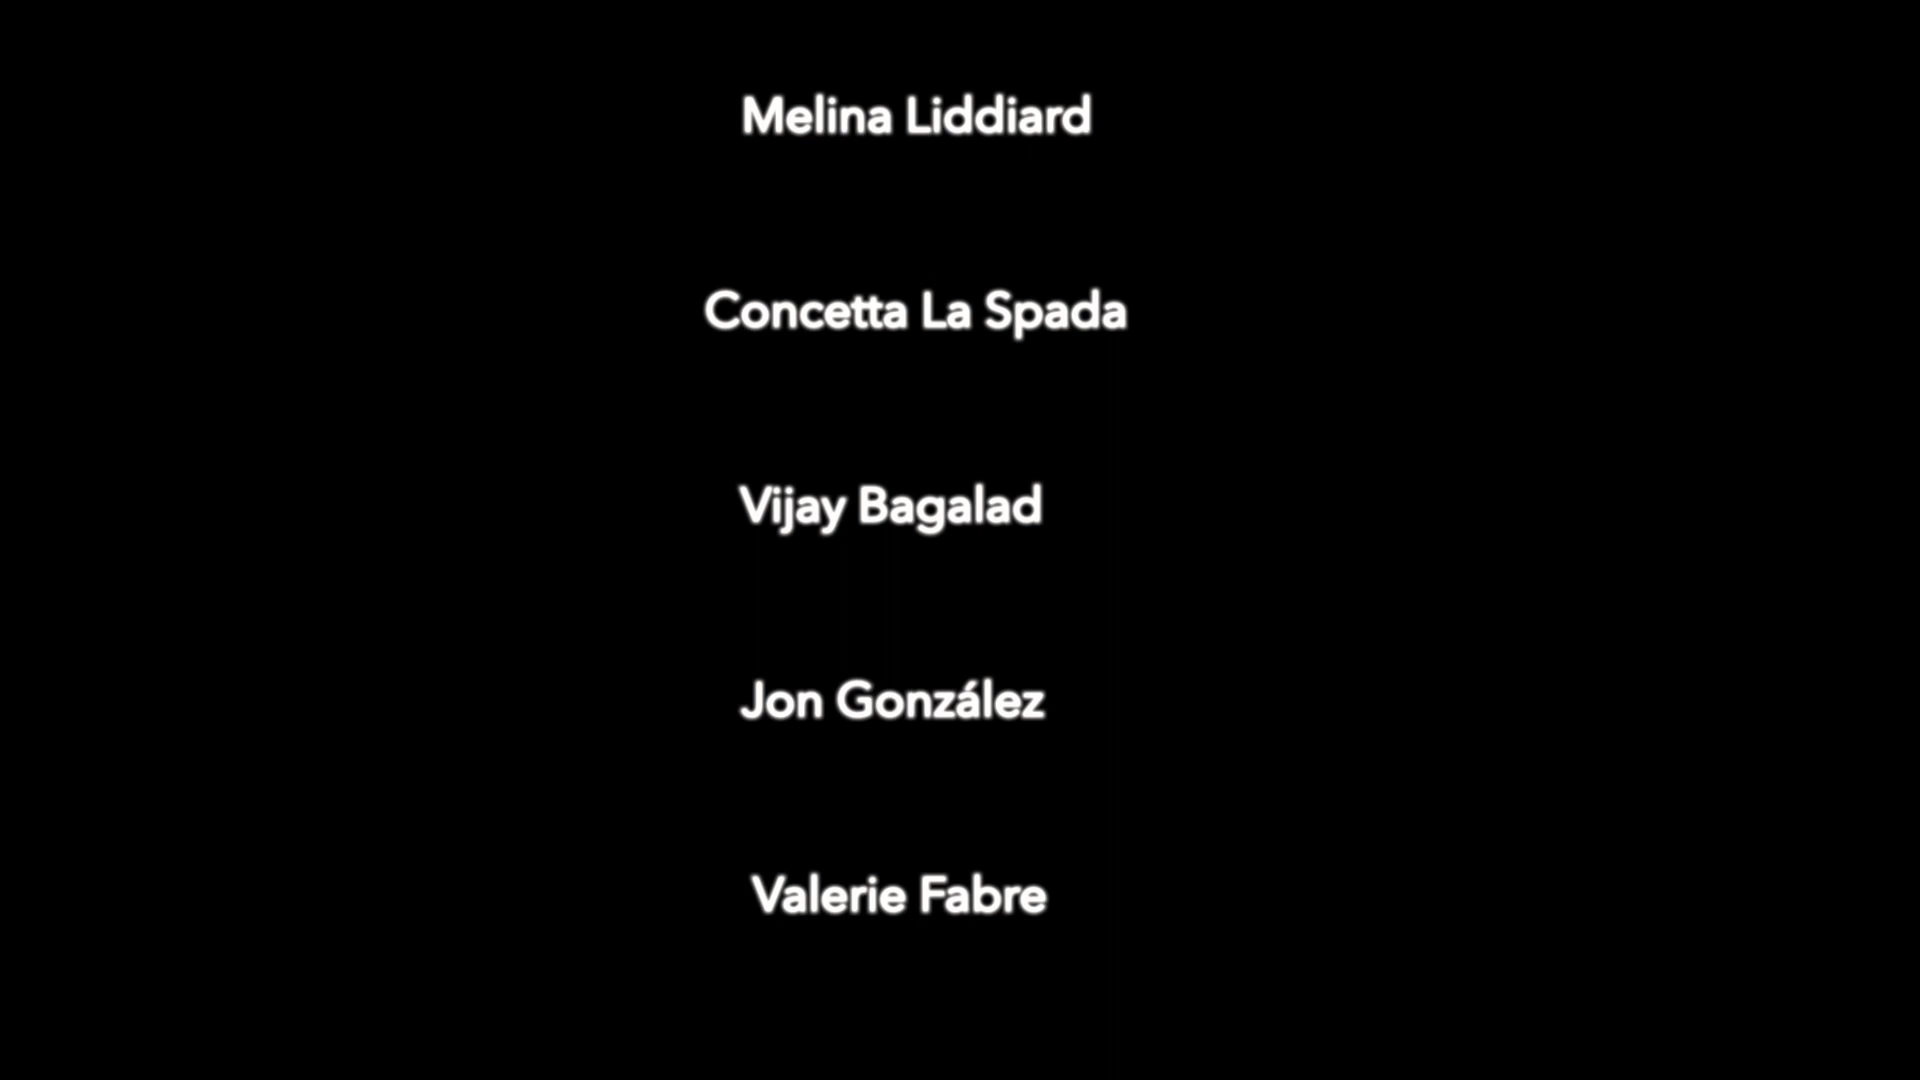 Melina Liddiard
Concetta La Spada
Vijay Bagalad
Jon González
Valerie Fabre